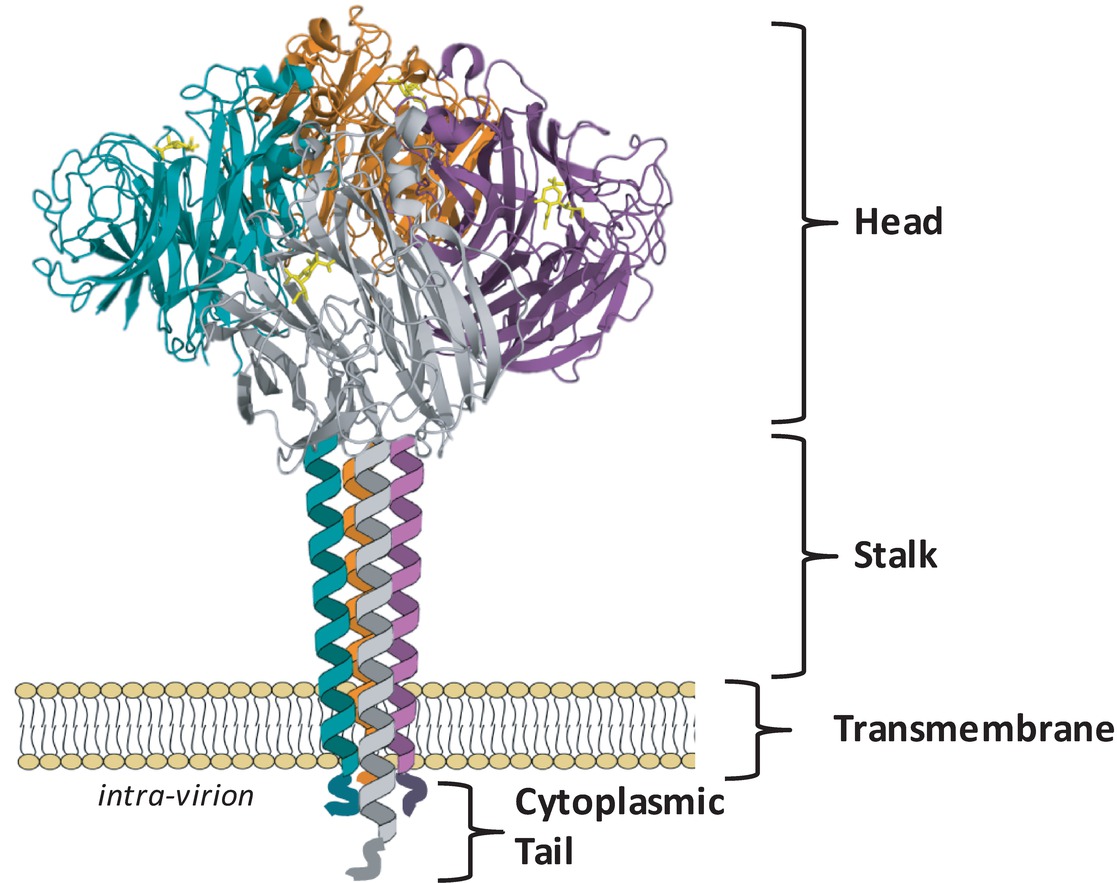 Head
Stalk
Transmembrane
intra-virion
Cytoplasmic
Tail